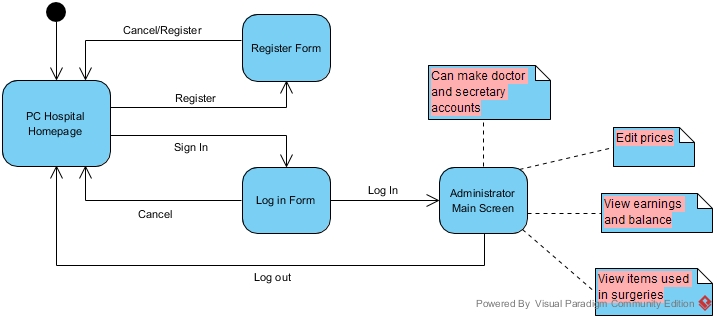 Cancel/Register
Register Form
Can make doctor
and secretary
accounts
PC Hospital
Homepage
Register
Edit prices
Sign In
Log in Form
Log In
Administrator
Main Screen
View earnings
and balance
Cancel
Log out
View items used
in surgeries
Powered By Visual Paradigm Community Edition